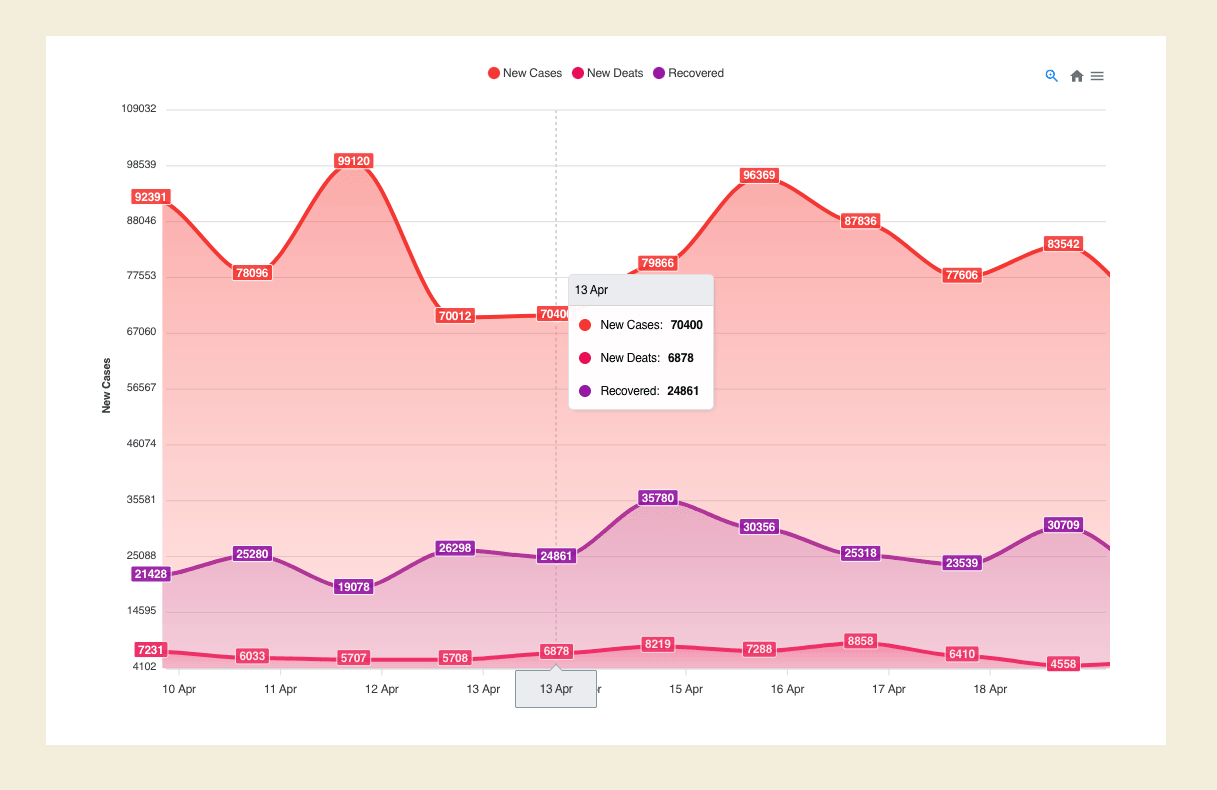 New Cases New Deats Recovered
109032
98539
88046
77553
67060
56567
46074
35581
25088
14595
4102
New Cases
92391 78096 99120 70012 7040 79866 96369 87836 77606 83542
13 Apr
New Cases: 70400
New Deats: 6878
Recovered: 24861
21428 25280 19078 26298 24861 35780 30356 25318 23539 30709
7231 6033 5707 5708 6878 8219 7288 8858 6410 4558
10 Apr 11 Apr 12 Apr 13 Apr 13 Apr r 15 Apr 16 Apr 17 Apr 18 Apr